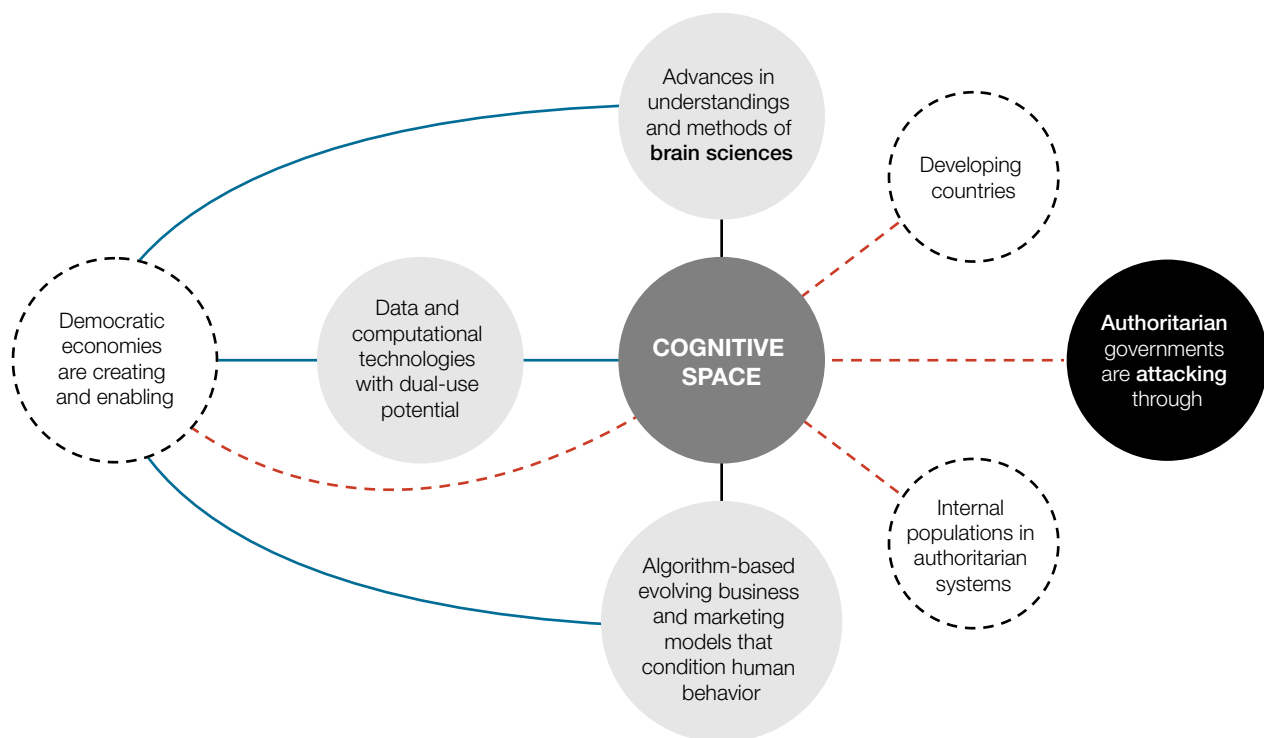 Advances in
understandings
and methods of
brain sciences
Developing
countries
Democratic
economies
are creating
and enabling
Data and
computational
technologies
with dual-use
potential
COGNITIVE
SPACE
Authoritarian
governments
are attacking
through
Internal
populations in
authoritarian
systems
Algorithm-based
evolving business
and marketing
models that
condition human
behavior